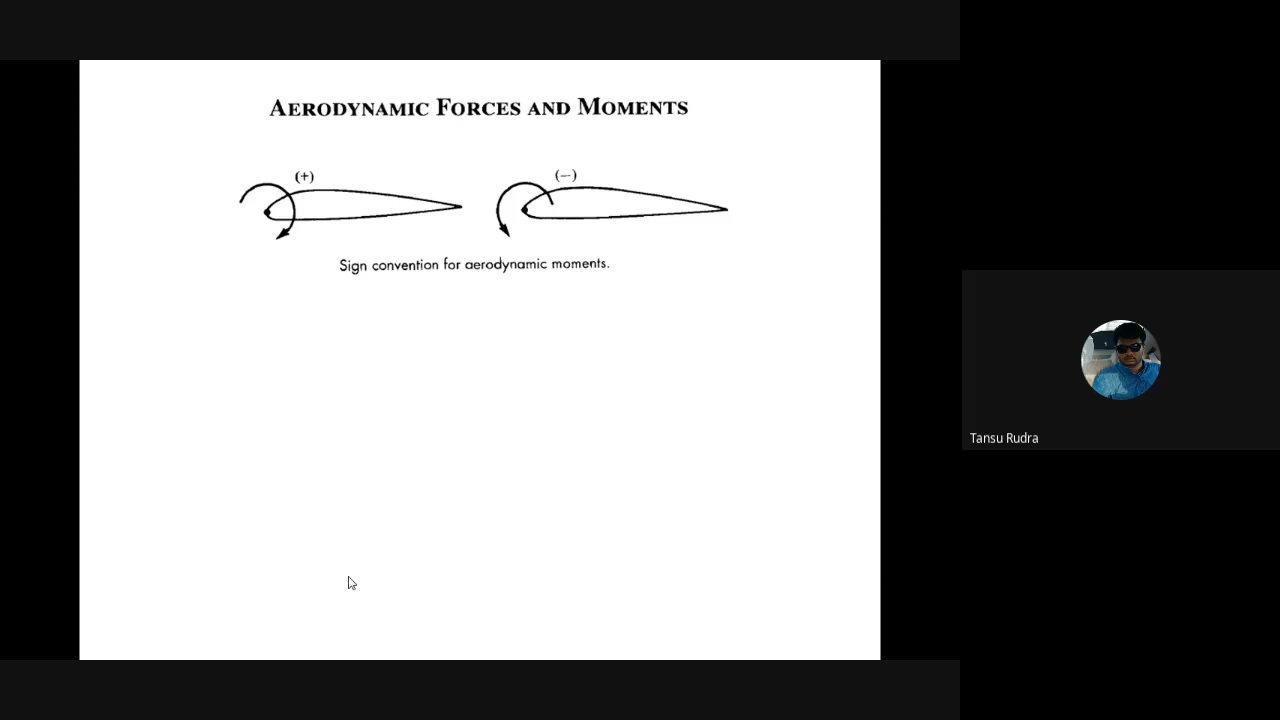 AERODYNAMIC FORCES AND MOMENTS
(+)
(−)
Sign convention for aerodynamic moments.
Tansu Rudra